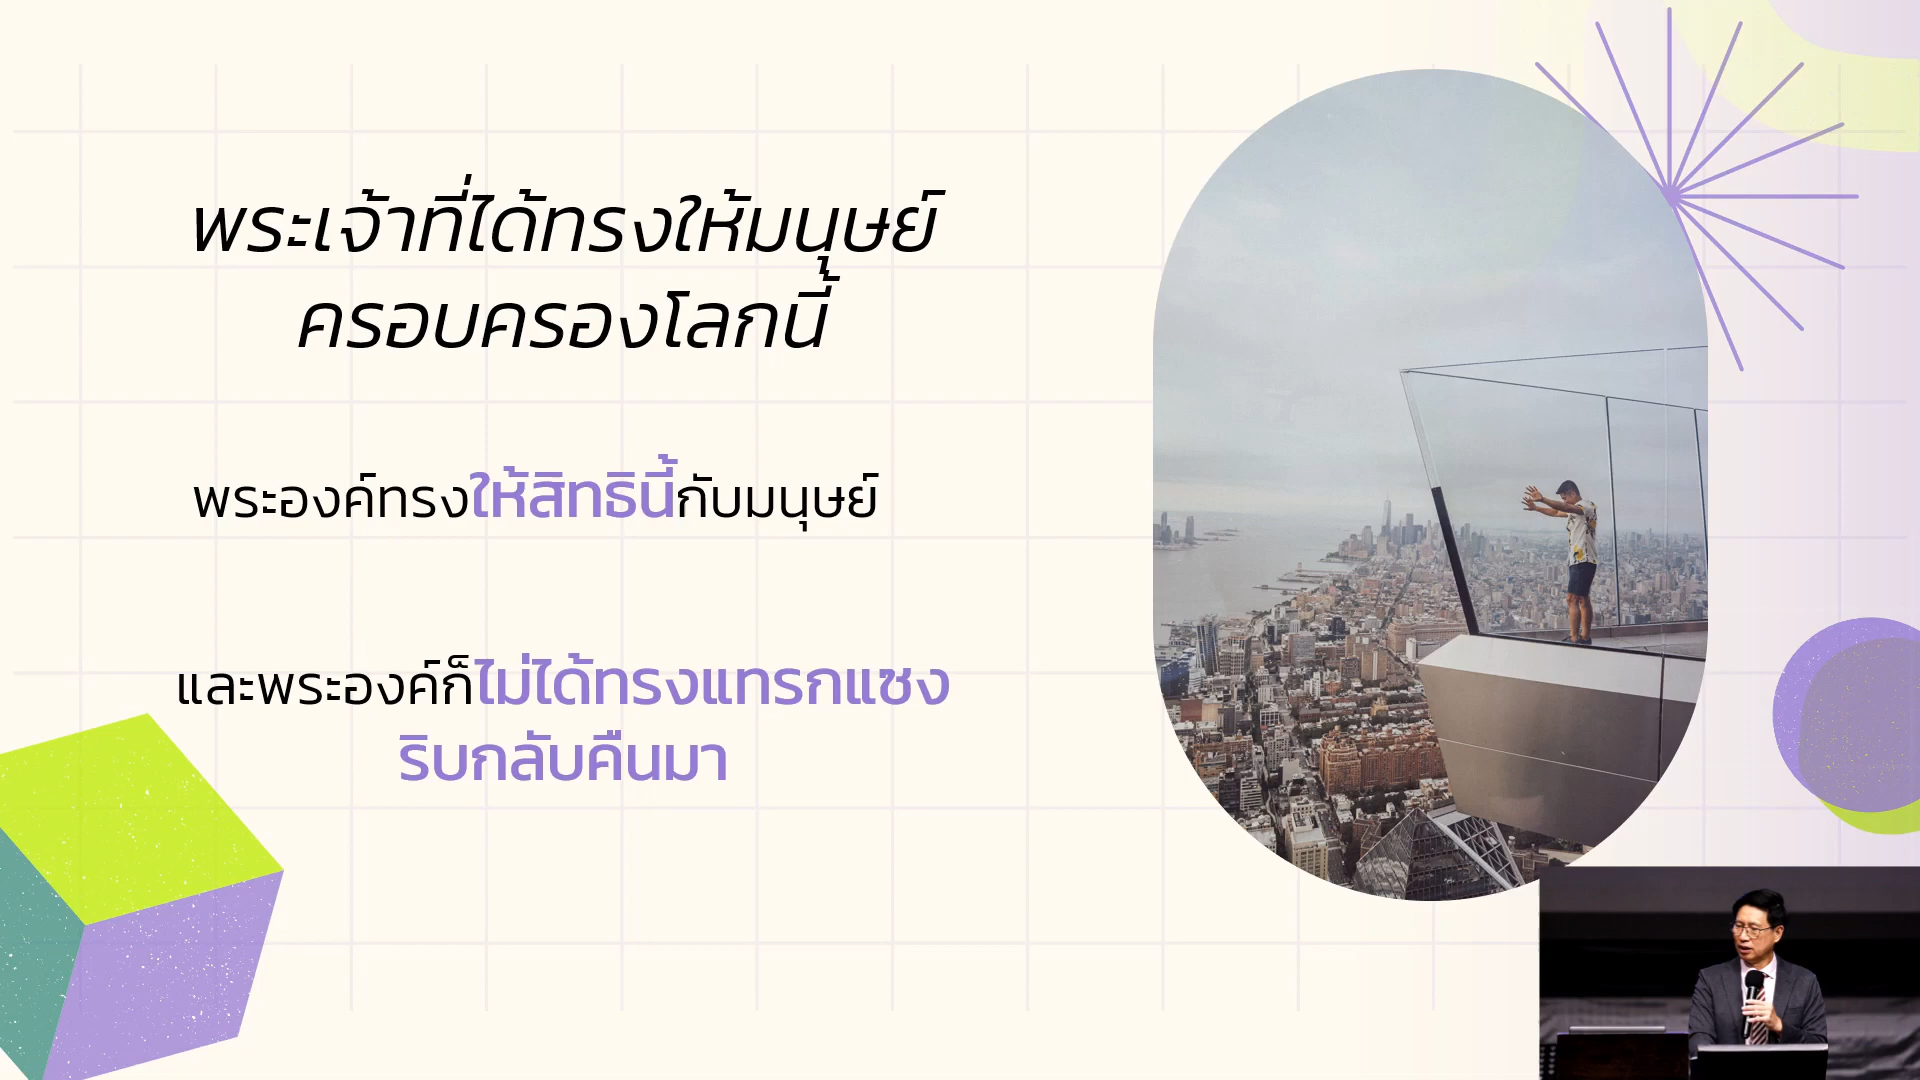 พระเจ้าที่ได้ทรงให้มนุษย์
ครอบครองโลกนี้
พระองค์ทรงให้สิทธินี้กับมนุษย์
และพระองค์ก็ไม่ได้ทรงแทรกแซง
ริบกลับคืนมา